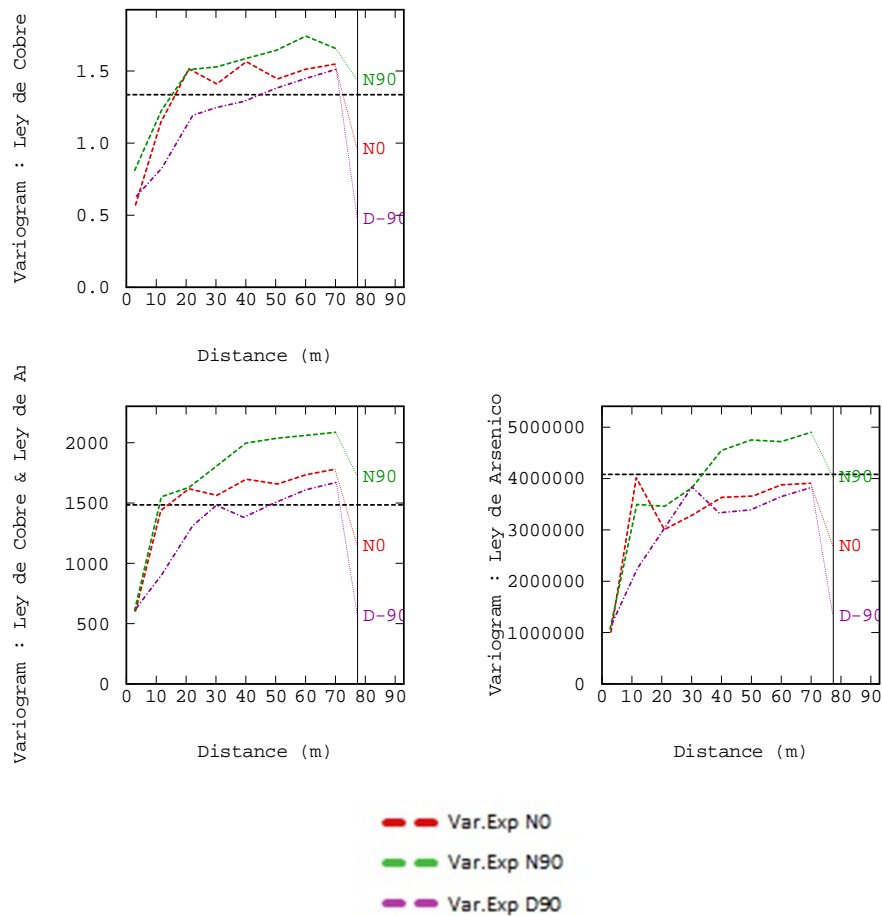 Variogram : Ley de Cobre
1.5
1.0
0.5
0.0
N90
N0
D-90
0 10 20 30 40 50 60 70 80 90
Distance (m)
Variogram : Ley de Cobre & Ley de
2000
1500
1000
500
0
N90
N0
D-90
0 10 20 30 40 50 60 70 80 90
Distance (m)
Variogram : Ley de Arsenico
5000000
4000000
3000000
2000000
1000000
0
N90
N0
D-90
0 10 20 30 40 50 60 70 80 90
Distance (m)
Var.Exp N0
Var.Exp N90
Var.Exp D90